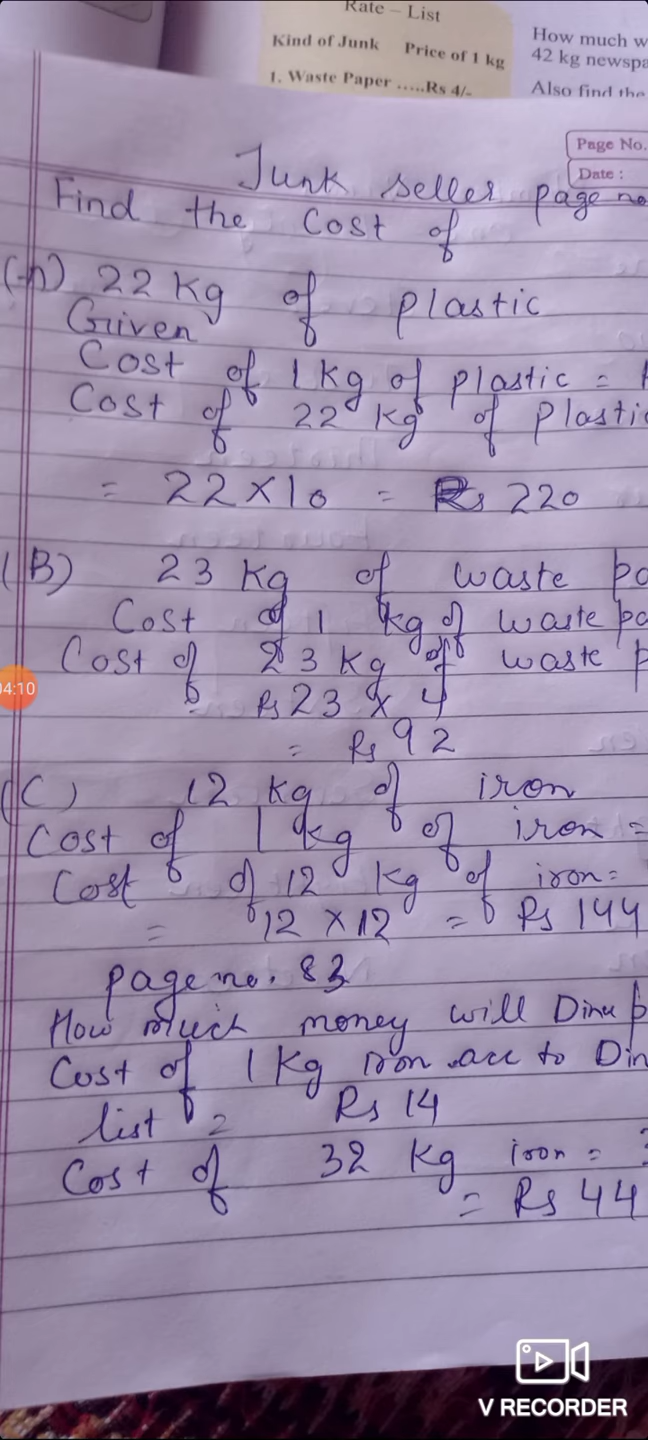 Rate – List
Kind of Junk Price of 1 kg
1. Waste Paper .....Rs 4/-
How much w
42 kg newspa
Also find the
Page No.
Date :
Junk seller page no
Find the Cost of
(A) 22 Kg of plastic
Given
Cost of 1 Kg of plastic =
Cost of 22 Kg of Plastic
= 22 × 10 = Rs 220
(B) 23 Kg of waste pa
Cost of 1 kg of waste pa
Cost of 23 Kg of waste p
= Rs 23 × 4
= Rs 92
(C) 12 Kg of iron
Cost of 1 kg of iron =
Cost of 12 kg of iron =
= 12 × 12 = Rs 144
page no. 83
How much money will Dinu p
Cost of 1 Kg iron acc to Din
list = Rs 14
Cost of 32 Kg iron = 3
= Rs 44
04:10
V RECORDER